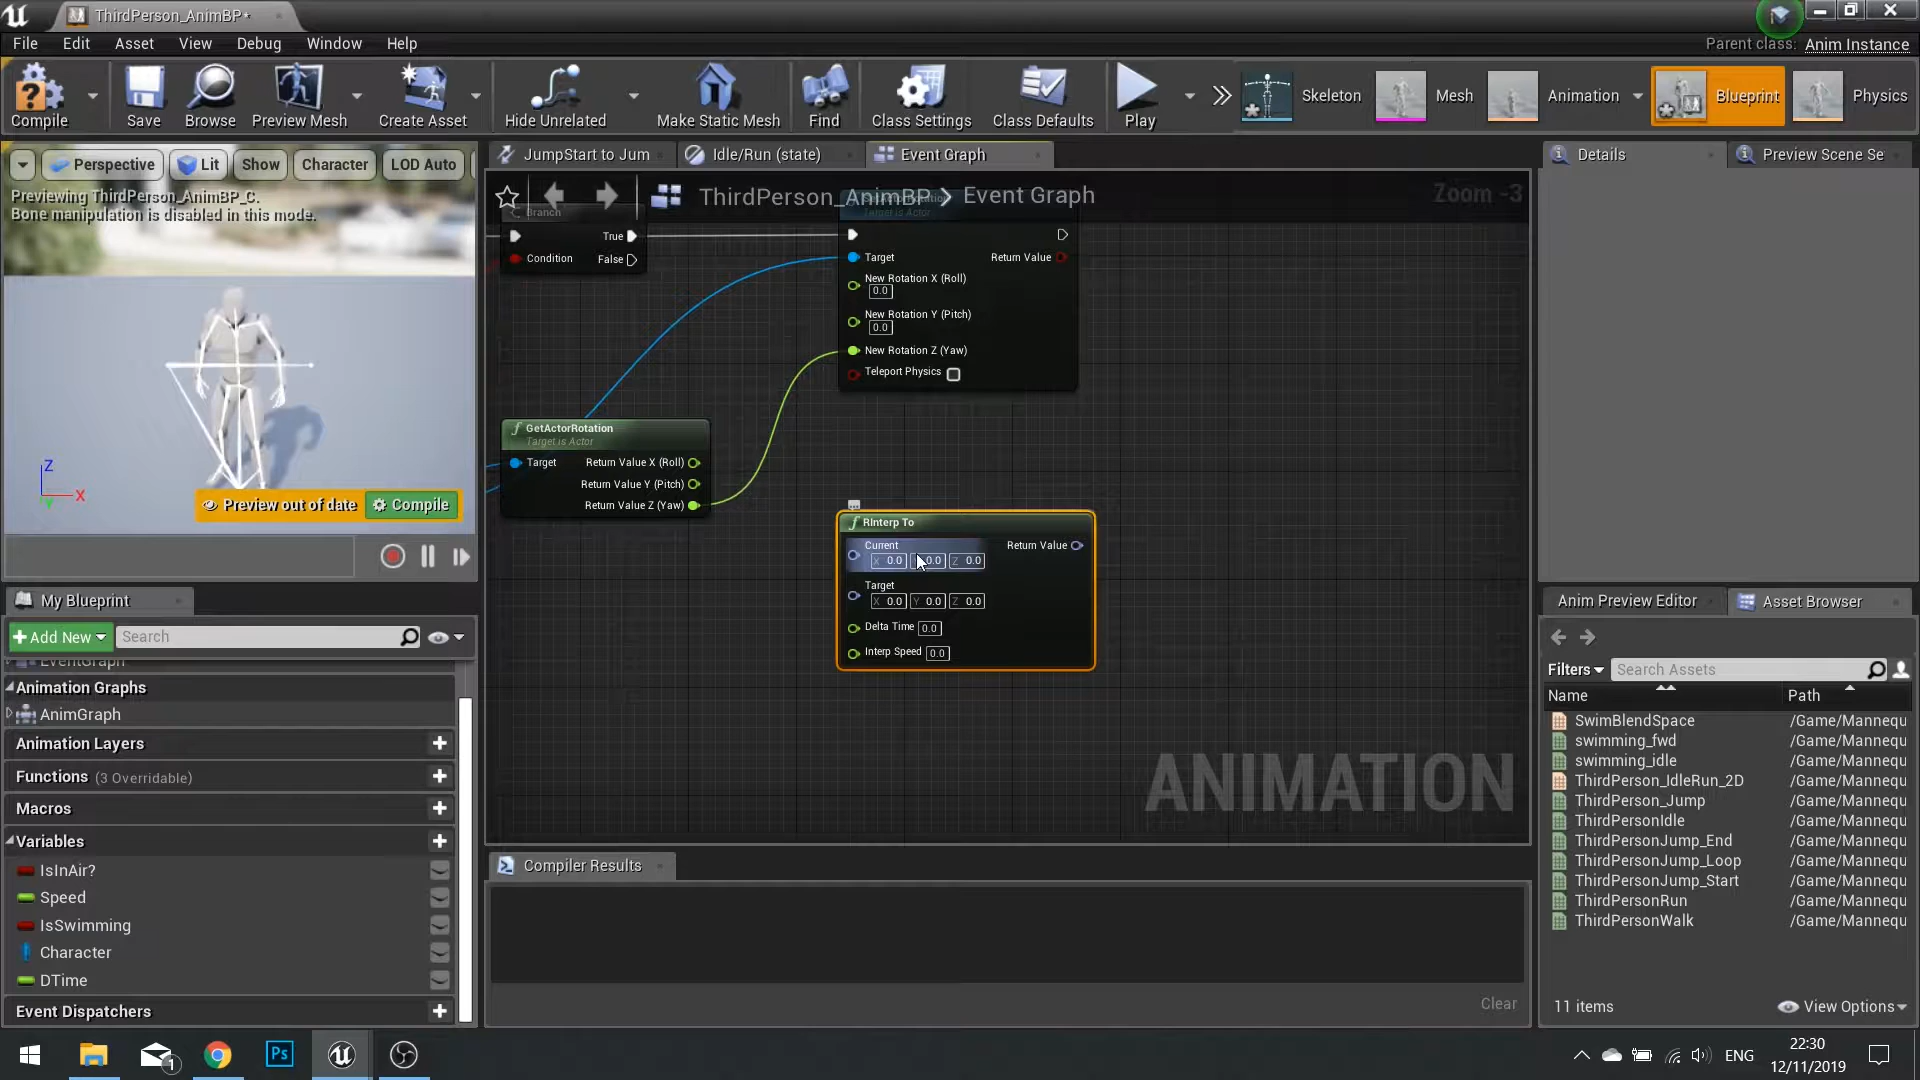 ThirdPerson_AnimBP*
File Edit Asset View Debug Window Help
Parent class: Anim Instance
Compile Save Browse Preview Mesh Create Asset Hide Unrelated Make Static Mesh Find Class Settings Class Defaults Play Skeleton Mesh Animation Blueprint Physics
JumpStart to Jum Idle/Run (state) Event Graph Details Preview Scene Se
Perspective Lit Show Character LOD Auto
Previewing ThirdPerson_AnimBP_C.
Bone manipulation is disabled in this mode.
ThirdPerson_AnimBP Event Graph Zoom -3
Branch
True
Condition False
Target is Actor
Target Return Value
New Rotation X (Roll)
0.0
New Rotation Y (Pitch)
0.0
New Rotation Z (Yaw)
Teleport Physics
GetActorRotation
Target is Actor
Target Return Value X (Roll)
Return Value Y (Pitch)
Return Value Z (Yaw)
RInterp To
Current Return Value
X 0.0 0.0 Z 0.0
Target
X 0.0 Y 0.0 Z 0.0
Delta Time 0.0
Interp Speed 0.0
ANIMATION
Z
X
Y
Preview out of date Compile
My Blueprint
Add New Search
EventGraph
Animation Graphs
AnimGraph
Animation Layers
Functions (3 Overridable)
Macros
Variables
IsInAir?
Speed
IsSwimming
Character
DTime
Event Dispatchers
Compiler Results
Clear
Anim Preview Editor Asset Browser
Filters Search Assets
Name Path
SwimBlendSpace /Game/Mannequ
swimming_fwd /Game/Mannequ
swimming_idle /Game/Mannequ
ThirdPerson_IdleRun_2D /Game/Mannequ
ThirdPerson_Jump /Game/Mannequ
ThirdPersonIdle /Game/Mannequ
ThirdPersonJump_End /Game/Mannequ
ThirdPersonJump_Loop /Game/Mannequ
ThirdPersonJump_Start /Game/Mannequ
ThirdPersonRun /Game/Mannequ
ThirdPersonWalk /Game/Mannequ
11 items View Options
1
Ps
ENG
22:30
12/11/2019